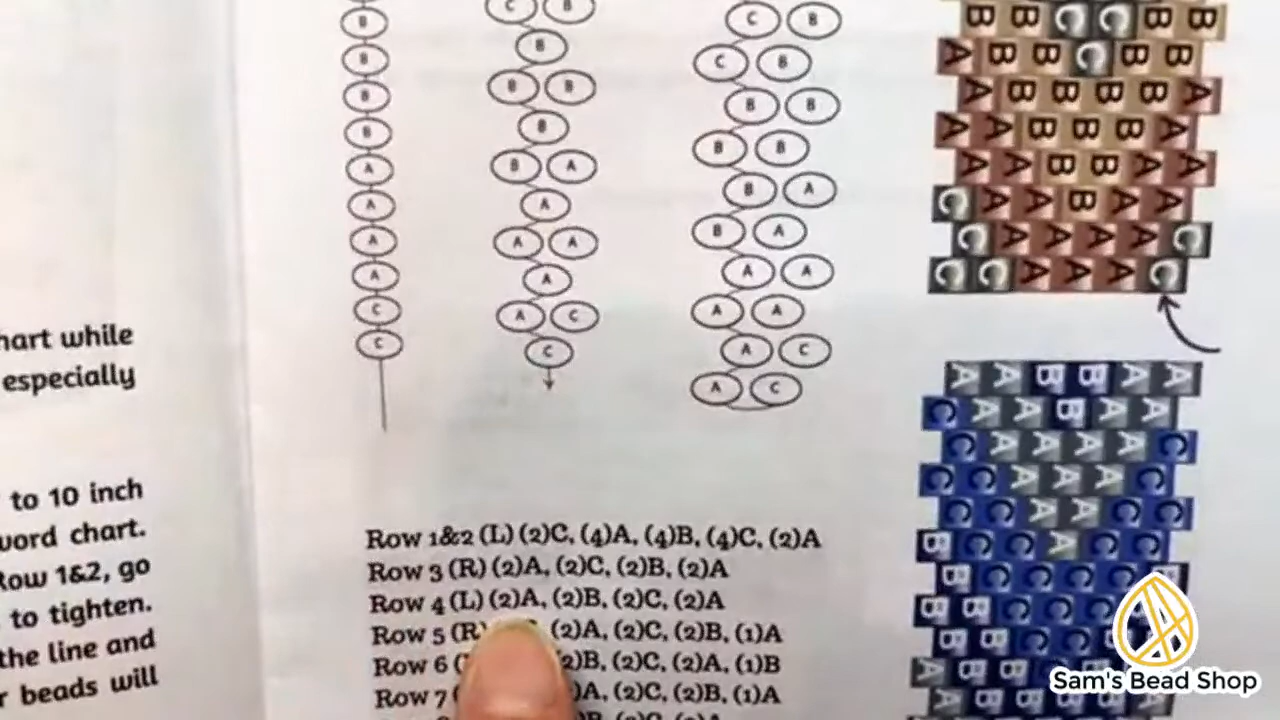 hart while
especially
to 10 inch
word chart.
Row 1&2, go
to tighten.
the line and
r beads will
B
B
B
B
A
A
A
A
C
C
C B
B
B B
B
B A
A
A A
A
A C
C
C B
C B
B B
B B
B A
B A
A A
A A
A C
A C
B B C C B B
A B B C B B
A B B B B A
A A B B B A
A A B B A A
C A A B A A
C A A A A C
C C A A A C
A A B B A A
C A A B A A
C A A A A C
C C A A A C
C C A A C C
B C C C A C C
Row 1&2 (L) (2)C, (4)A, (4)B, (4)C, (2)A
Row 3 (R) (2)A, (2)C, (2)B, (2)A
Row 4 (L) (2)A, (2)B, (2)C, (2)A
Row 5 (R) (2)A, (2)C, (2)B, (1)A
Row 6 (2)B, (2)C, (2)A, (1)B
Row 7 )A, (2)C, (2)B, (1)A
Sam's Bead Shop